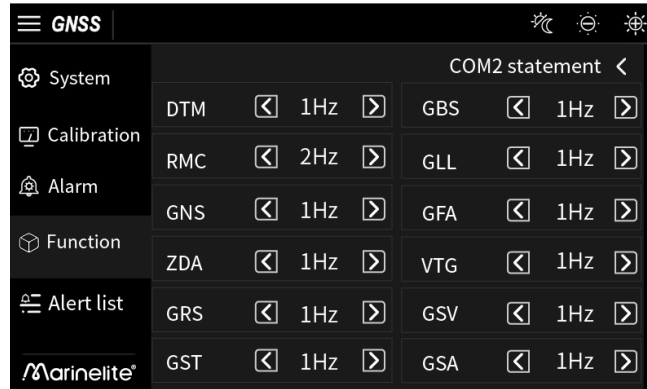 GNSS
COM2 statement
System
Calibration
Alarm
Function
Alert list
Marinelite®
DTM 1Hz GBS 1Hz
RMC 2Hz GLL 1Hz
GNS 1Hz GFA 1Hz
ZDA 1Hz VTG 1Hz
GRS 1Hz GSV 1Hz
GST 1Hz GSA 1Hz